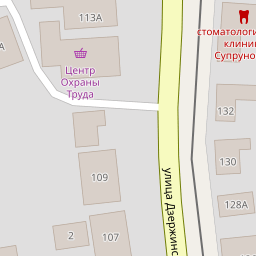 113А
стоматологи
клини
Супруно
А
Центр
Охраны
Труда
132
130
109
улица Дзержинс
128А
2
107